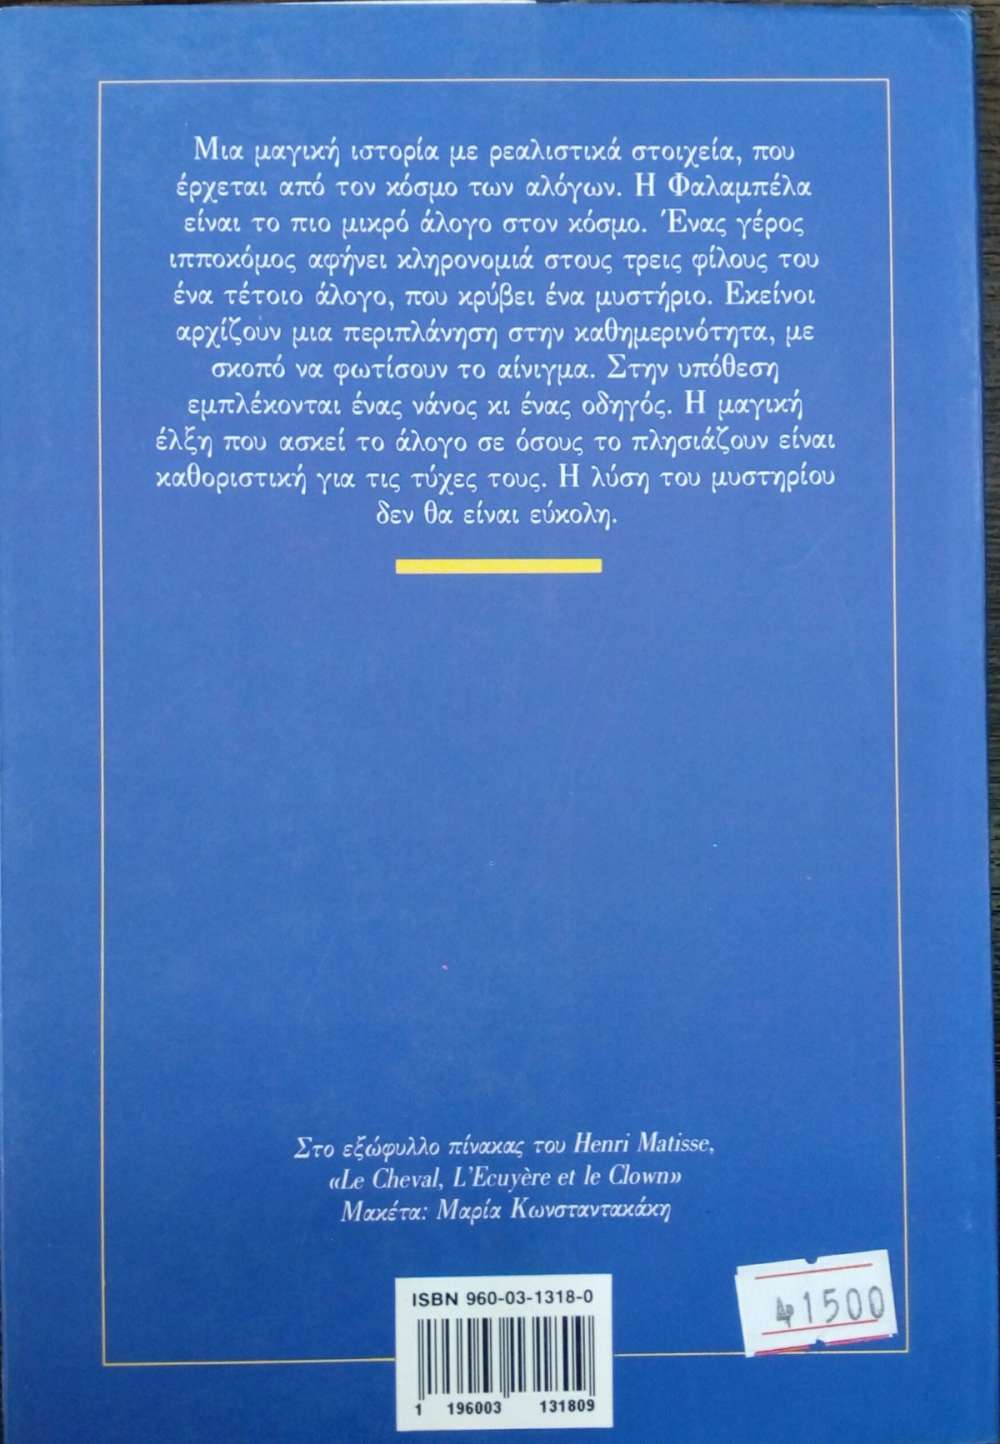 Μια μαγική ιστορία με ρεαλιστικά στοιχεία, που
έρχεται από τον κόσμο των αλόγων. Η Φαλαμπέλα
είναι το πιο μικρό άλογο στον κόσμο. Ένας γέρος
ιπποκόμος αφήνει κληρονομιά στους τρεις φίλους του
ένα τέτοιο άλογο, που κρύβει ένα μυστήριο. Εκείνοι
αρχίζουν μια περιπλάνηση στην καθημερινότητα, με
σκοπό να φωτίσουν το αίνιγμα. Στην υπόθεση
εμπλέκονται ένας νάνος κι ένας οδηγός. Η μαγική
έλξη που ασκεί το άλογο σε όσους το πλησιάζουν είναι
καθοριστική για τις τύχες τους. Η λύση του μυστηρίου
δεν θα είναι εύκολη.
Στο εξώφυλλο πίνακας του Henri Matisse,
«Le Cheval, L'Ecuyère et le Clown»
Μακέτα: Μαρία Κωνσταντακάκη
ISBN 960-03-1318-0
1 196003 131809
Δρ 1500